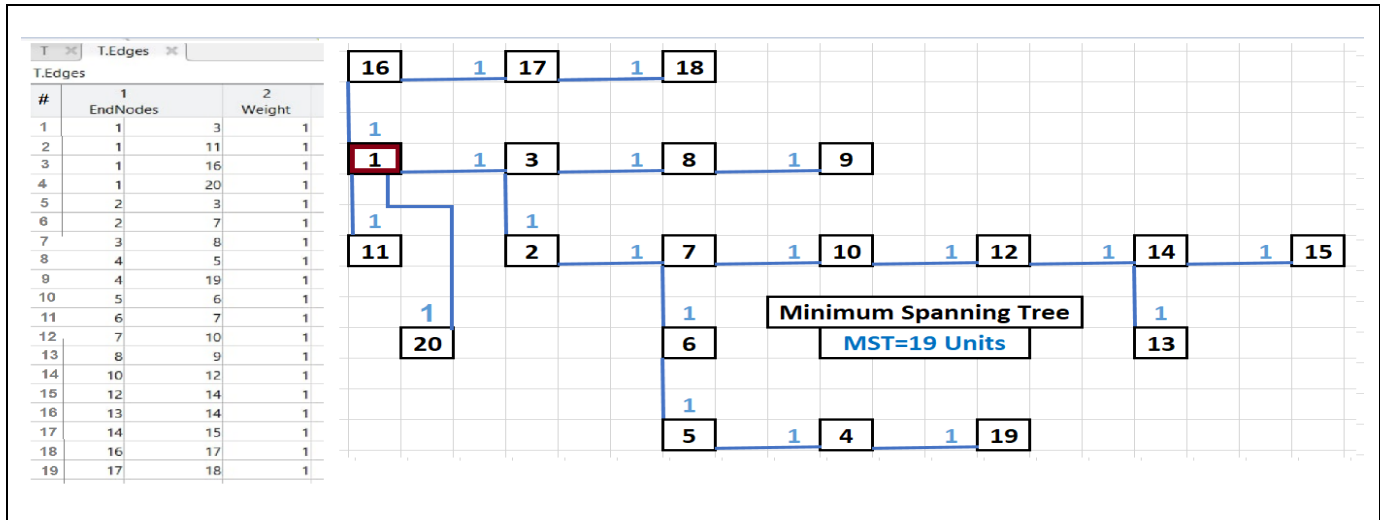 T × T.Edges ×
T.Edges
# 1 2
EndNodes Weight
1 1 3 1
2 1 11 1
3 1 16 1
4 1 20 1
5 2 3 1
6 2 7 1
7 3 8 1
8 4 5 1
9 4 19 1
10 5 6 1
11 6 7 1
12 7 10 1
13 8 9 1
14 10 12 1
15 12 14 1
16 13 14 1
17 14 15 1
18 16 17 1
19 17 18 1
16 1 17 1 18
1
1 1 3 1 8 1 9
1 1
11 2 1 7 1 10 1 12 1 14 1 15
1 1 Minimum Spanning Tree 1
20 6 MST=19 Units 13
1
5 1 4 1 19